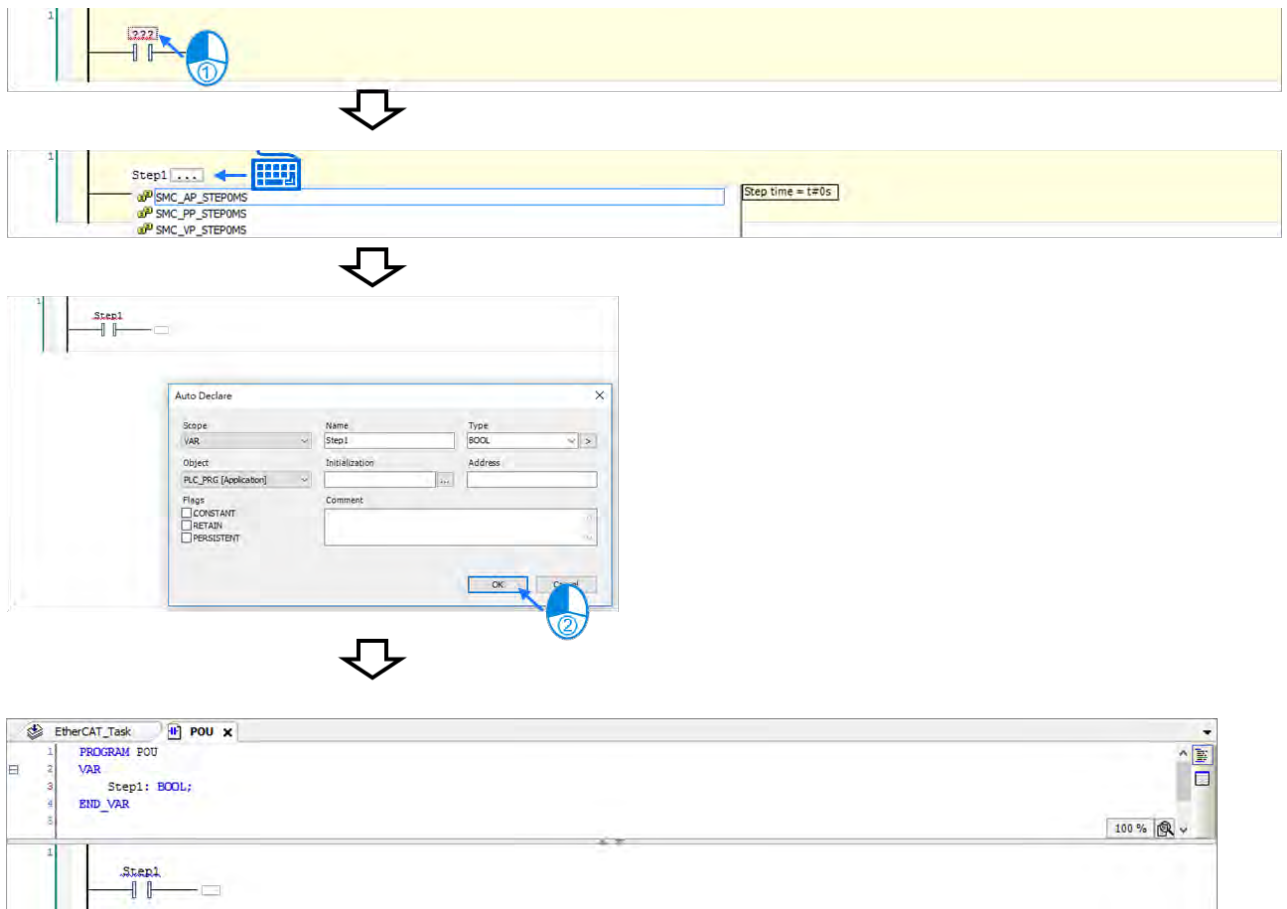 1
???
①
1
Step1 ...
SMC_AP_STEP0MS
Step time = t#0s
SMC_PP_STEP0MS
SMC_VP_STEP0MS
1
Step1
Auto Declare
Scope Name Type
VAR Step1 BOOL >
Object Initialization Address
PLC_PRG [Application] ...
Flags Comment
CONSTANT
RETAIN
PERSISTENT
OK Cancel
②
EtherCAT_Task POU x
1 PROGRAM POU
2 VAR
3 Step1: BOOL;
4 END_VAR
5
100 %
1
Step1